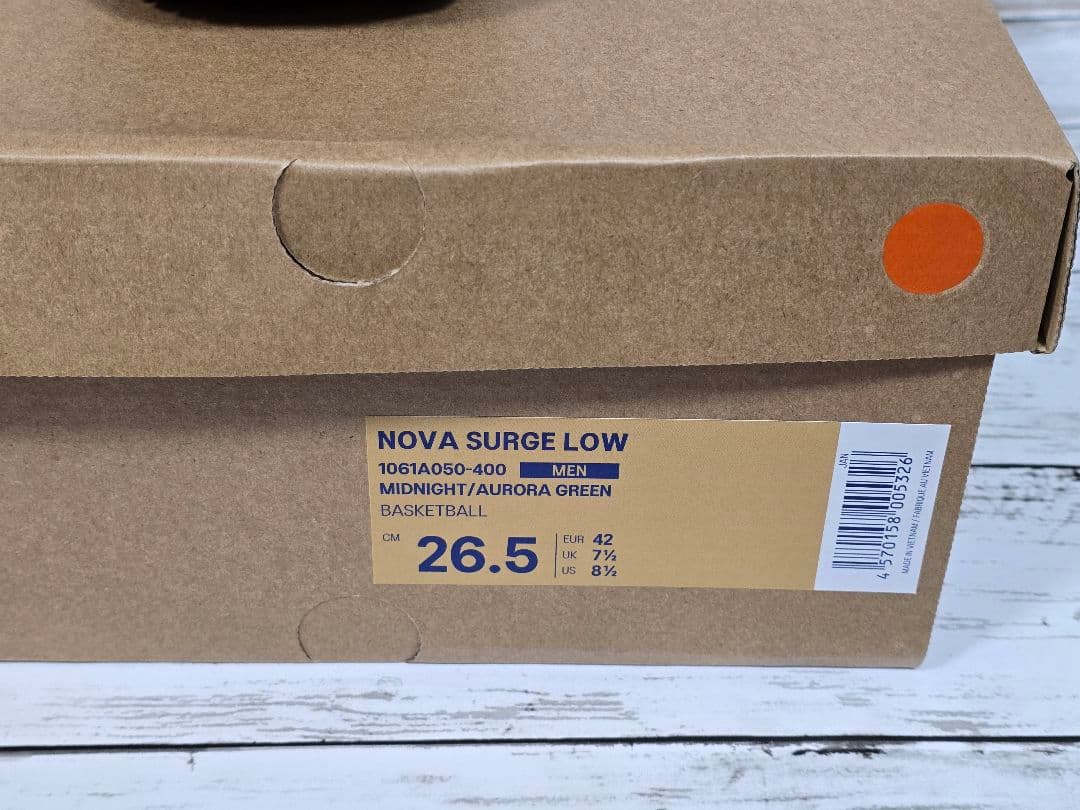 NOVA SURGE LOW
1061A050-400 MEN
MIDNIGHT/AURORA GREEN
BASKETBALL
CM 26.5
EUR 42
UK 7½
US 8½
JAN
4 570158 005326
MADE IN VIETNAM / FABRIQUE AU VIETNAM